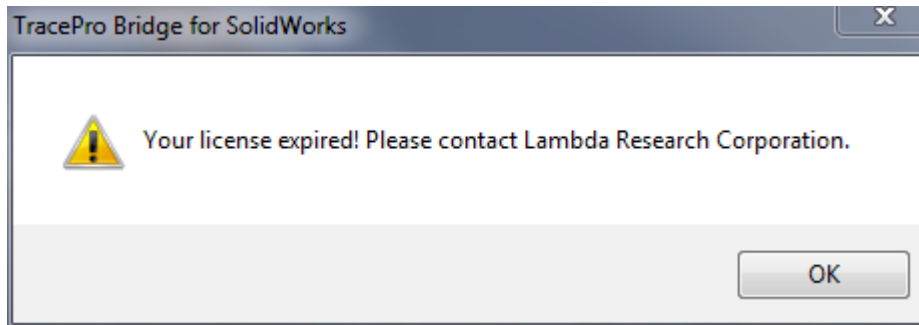 TracePro Bridge for SolidWorks
Your license expired! Please contact Lambda Research Corporation.
OK